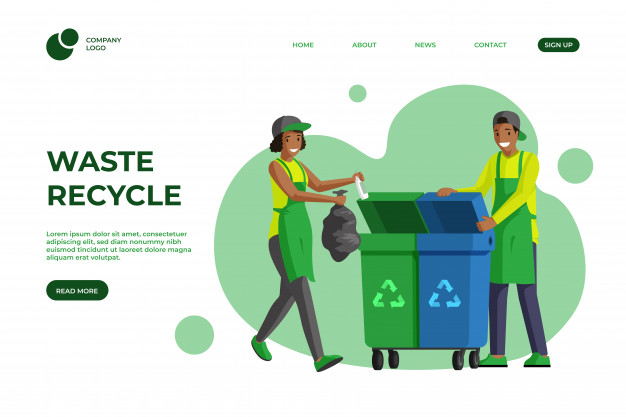 COMPANY
LOGO
HOME
ABOUT
NEWS
CONTACT
SIGN UP
WASTE
RECYCLE
Lorem ipsum dolor sit amet, consectetuer
adipiscing elit, sed diam nonummy nibh
euismod tincidunt ut laoreet dolore magna
aliquam erat volutpat.
READ MORE